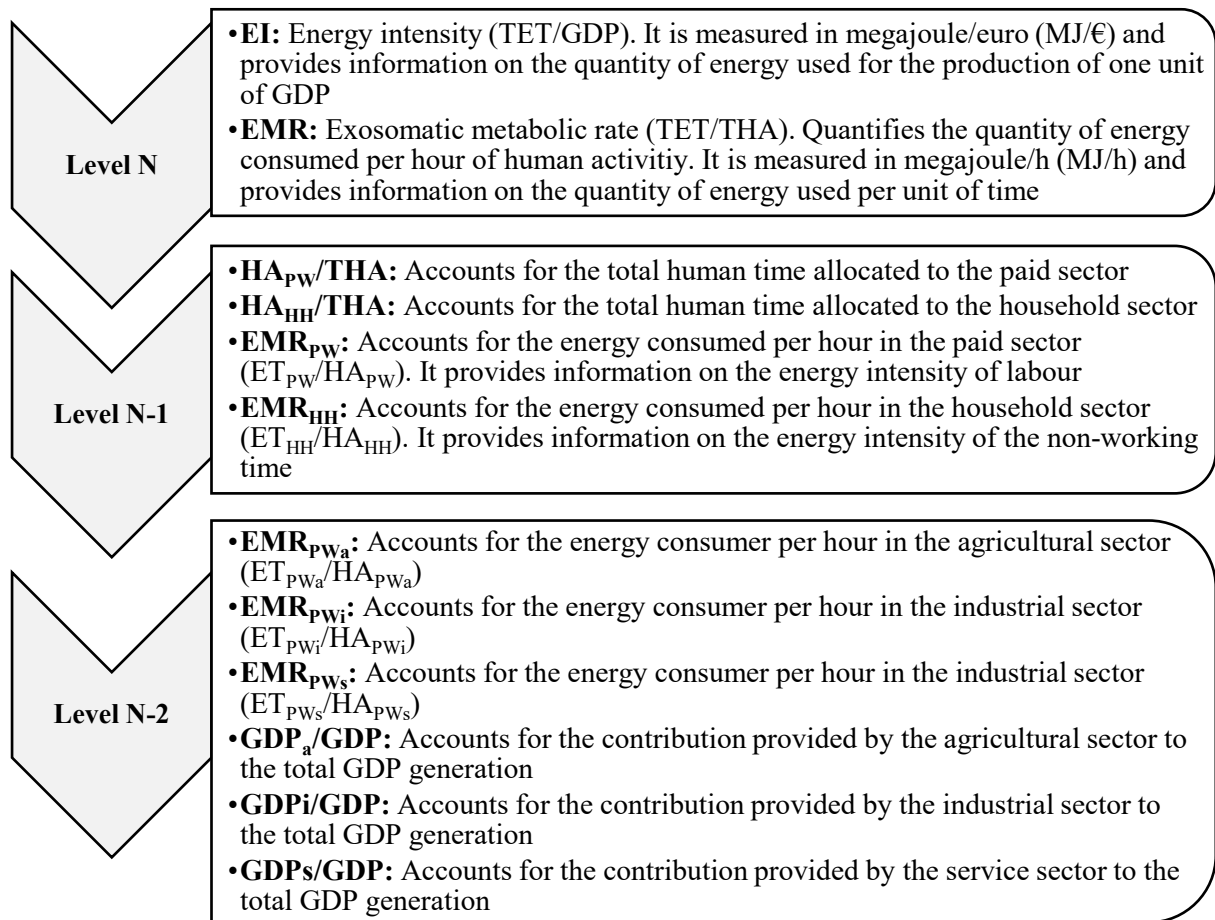 Level N
•EI: Energy intensity (TET/GDP). It is measured in megajoule/euro (MJ/€) and
provides information on the quantity of energy used for the production of one unit
of GDP
•EMR: Exosomatic metabolic rate (TET/THA). Quantifies the quantity of energy
consumed per hour of human activitiy. It is measured in megajoule/h (MJ/h) and
provides information on the quantity of energy used per unit of time
Level N-1
•HAPW/THA: Accounts for the total human time allocated to the paid sector
•HAHH/THA: Accounts for the total human time allocated to the household sector
•EMRPW: Accounts for the energy consumed per hour in the paid sector
(ETPW/HAPW). It provides information on the energy intensity of labour
•EMRHH: Accounts for the energy consumed per hour in the household sector
(ETHH/HAHH). It provides information on the energy intensity of the non-working
time
Level N-2
•EMRPWa: Accounts for the energy consumer per hour in the agricultural sector
(ETPWa/HAPWa)
•EMRPWi: Accounts for the energy consumer per hour in the industrial sector
(ETPWi/HAPWi)
•EMRPWs: Accounts for the energy consumer per hour in the industrial sector
(ETPWs/HAPWs)
•GDPa/GDP: Accounts for the contribution provided by the agricultural sector to
the total GDP generation
•GDPi/GDP: Accounts for the contribution provided by the industrial sector to
the total GDP generation
•GDPs/GDP: Accounts for the contribution provided by the service sector to the
total GDP generation